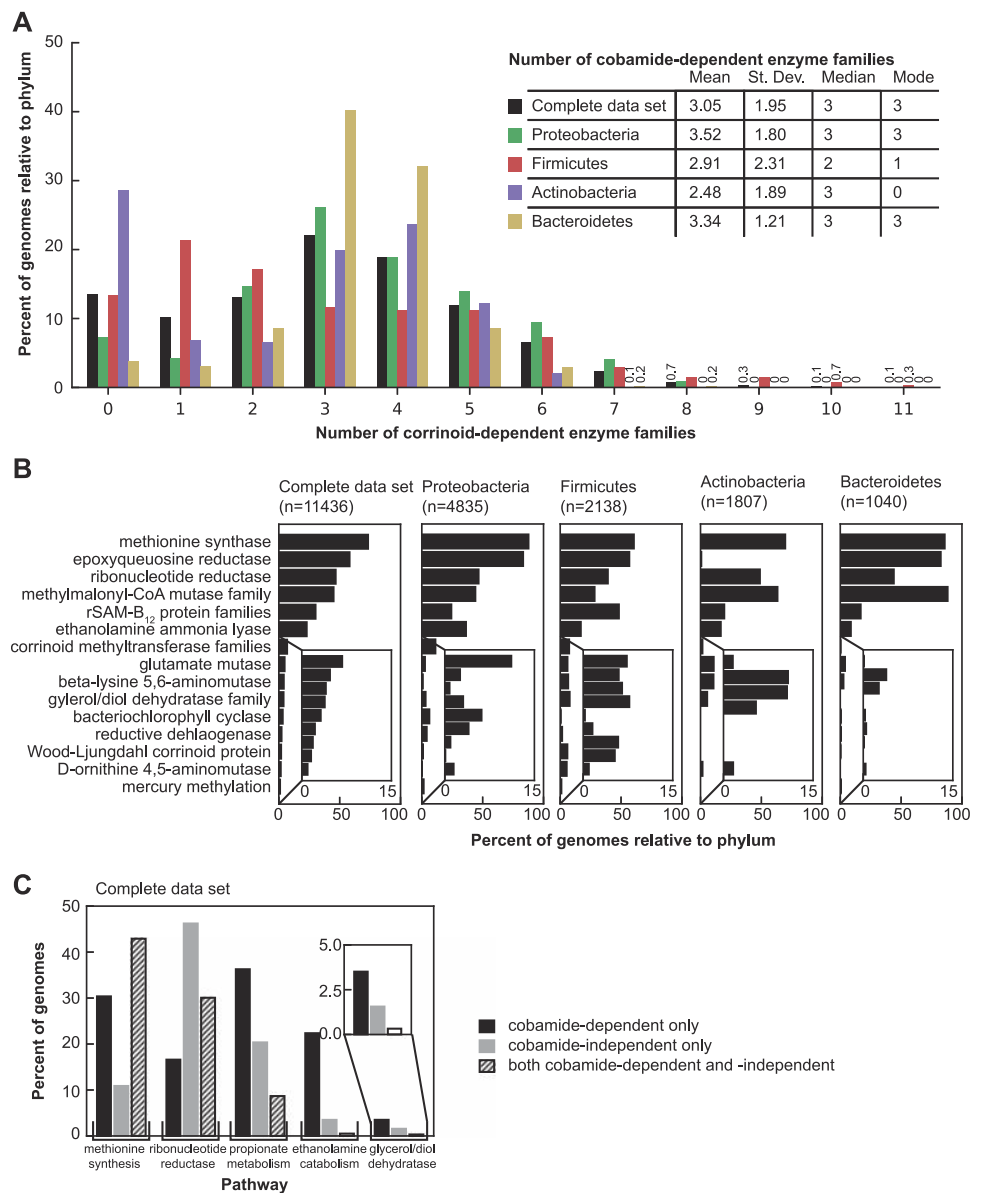 A
50
40
30
20
10
0
Percent of genomes relative to phylum
Number of cobamide-dependent enzyme families
Mean St. Dev. Median Mode
Complete data set 3.05 1.95 3 3
Proteobacteria 3.52 1.80 3 3
Firmicutes 2.91 2.31 2 1
Actinobacteria 2.48 1.89 3 0
Bacteroidetes 3.34 1.21 3 3
0.1 0.2 0.7 0 0.2 0.3 0 0 0 0.1 0 0.7 0 0 0.1 0 0.3 0 0
0 1 2 3 4 5 6 7 8 9 10 11
Number of corrinoid-dependent enzyme families
B
Complete data set (n=11436)
Proteobacteria (n=4835)
Firmicutes (n=2138)
Actinobacteria (n=1807)
Bacteroidetes (n=1040)
methionine synthase
epoxyqueuosine reductase
ribonucleotide reductase
methylmalonyl-CoA mutase family
rSAM-B12 protein families
ethanolamine ammonia lyase
corrinoid methyltransferase families
glutamate mutase
beta-lysine 5,6-aminomutase
gylerol/diol dehydratase family
bacteriochlorophyll cyclase
reductive dehlaogenase
Wood-Ljungdahl corrinoid protein
D-ornithine 4,5-aminomutase
mercury methylation
0 15 0 15 0 15 0 15 0 15
0 50 100 0 50 100 0 50 100 0 50 100 0 50 100
Percent of genomes relative to phylum
C
Complete data set
50
40
30
20
10
0
Percent of genomes
5.0
2.5
0.0
cobamide-dependent only
cobamide-independent only
both cobamide-dependent and -independent
methionine synthesis
ribonucleotide reductase
propionate metabolism
ethanolamine catabolism
glycerol/diol dehydratase
Pathway